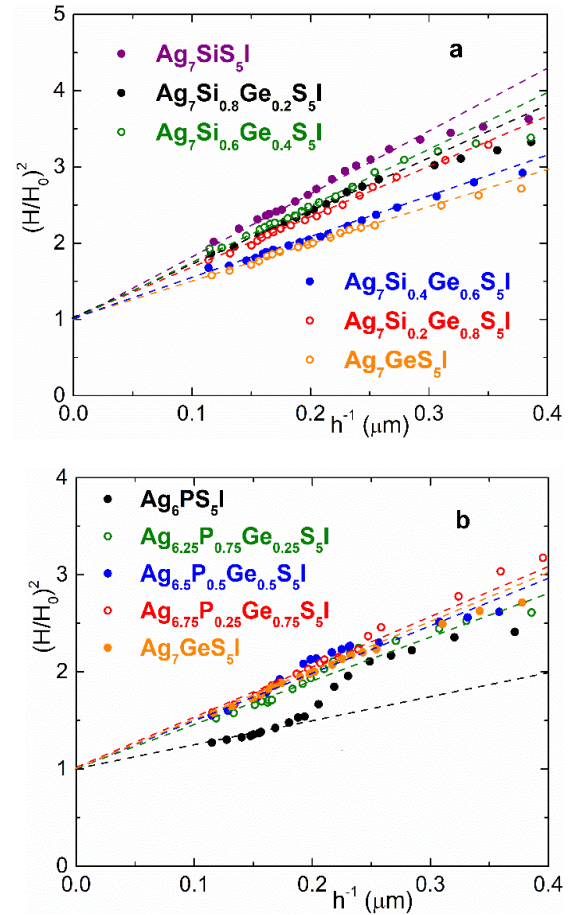 5
4
3
2
1
0
(H/H₀)²
a
Ag₇SiS₅I
Ag₇Si₀.₈Ge₀.₂S₅I
Ag₇Si₀.₆Ge₀.₄S₅I
Ag₇Si₀.₄Ge₀.₆S₅I
Ag₇Si₀.₂Ge₀.₈S₅I
Ag₇GeS₅I
0.0 0.1 0.2 0.3 0.4
h⁻¹ (μm)
4
3
2
1
0
(H/H₀)²
b
Ag₆PS₅I
Ag₆.₂₅P₀.₇₅Ge₀.₂₅S₅I
Ag₆.₅P₀.₅Ge₀.₅S₅I
Ag₆.₇₅P₀.₂₅Ge₀.₇₅S₅I
Ag₇GeS₅I
0.0 0.1 0.2 0.3 0.4
h⁻¹ (μm)